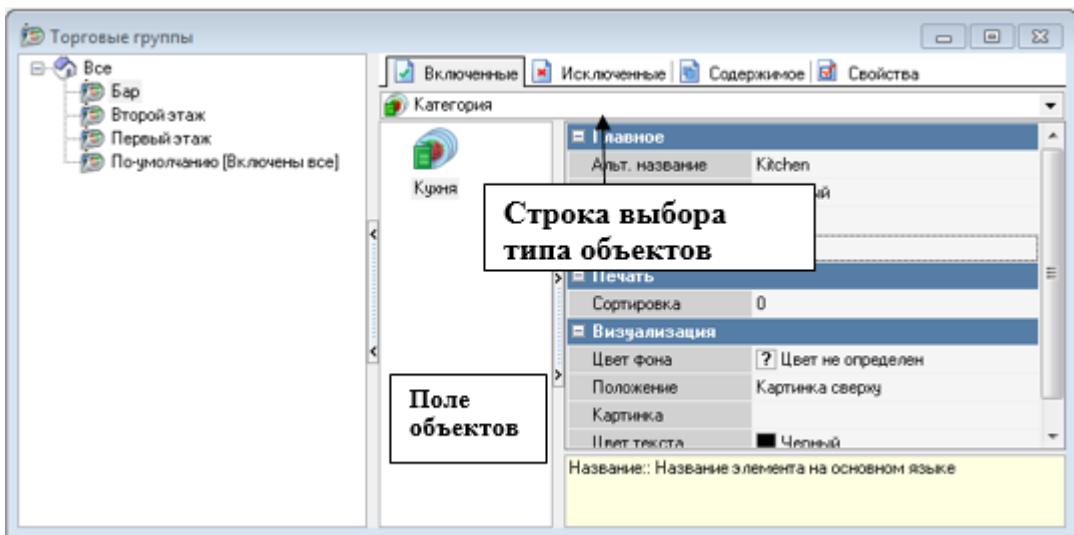 Торговые группы
Все
Бар
Второй этаж
Первый этаж
По-умолчанию [Включены все]
Включенные Исключенные Содержимое Свойства
Категория
Кухня
Главное
Альт. название Kitchen
Строка выбора
типа объектов
Печать
Сортировка 0
Визуализация
Цвет фона ? Цвет не определен
Положение Картинка сверху
Картинка
Цвет текста Черный
Поле
объектов
Название:: Название элемента на основном языке